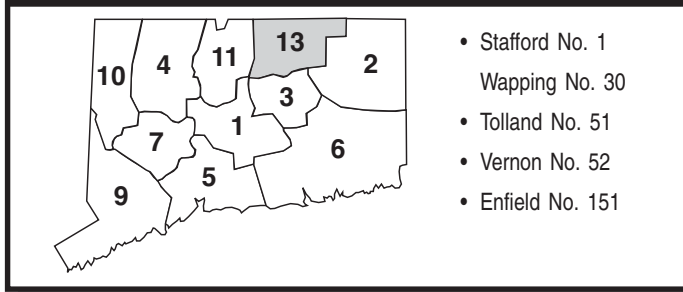 10
4
11
13
2
3
7
1
6
9
5
• Stafford No. 1
Wapping No. 30
• Tolland No. 51
• Vernon No. 52
• Enfield No. 151